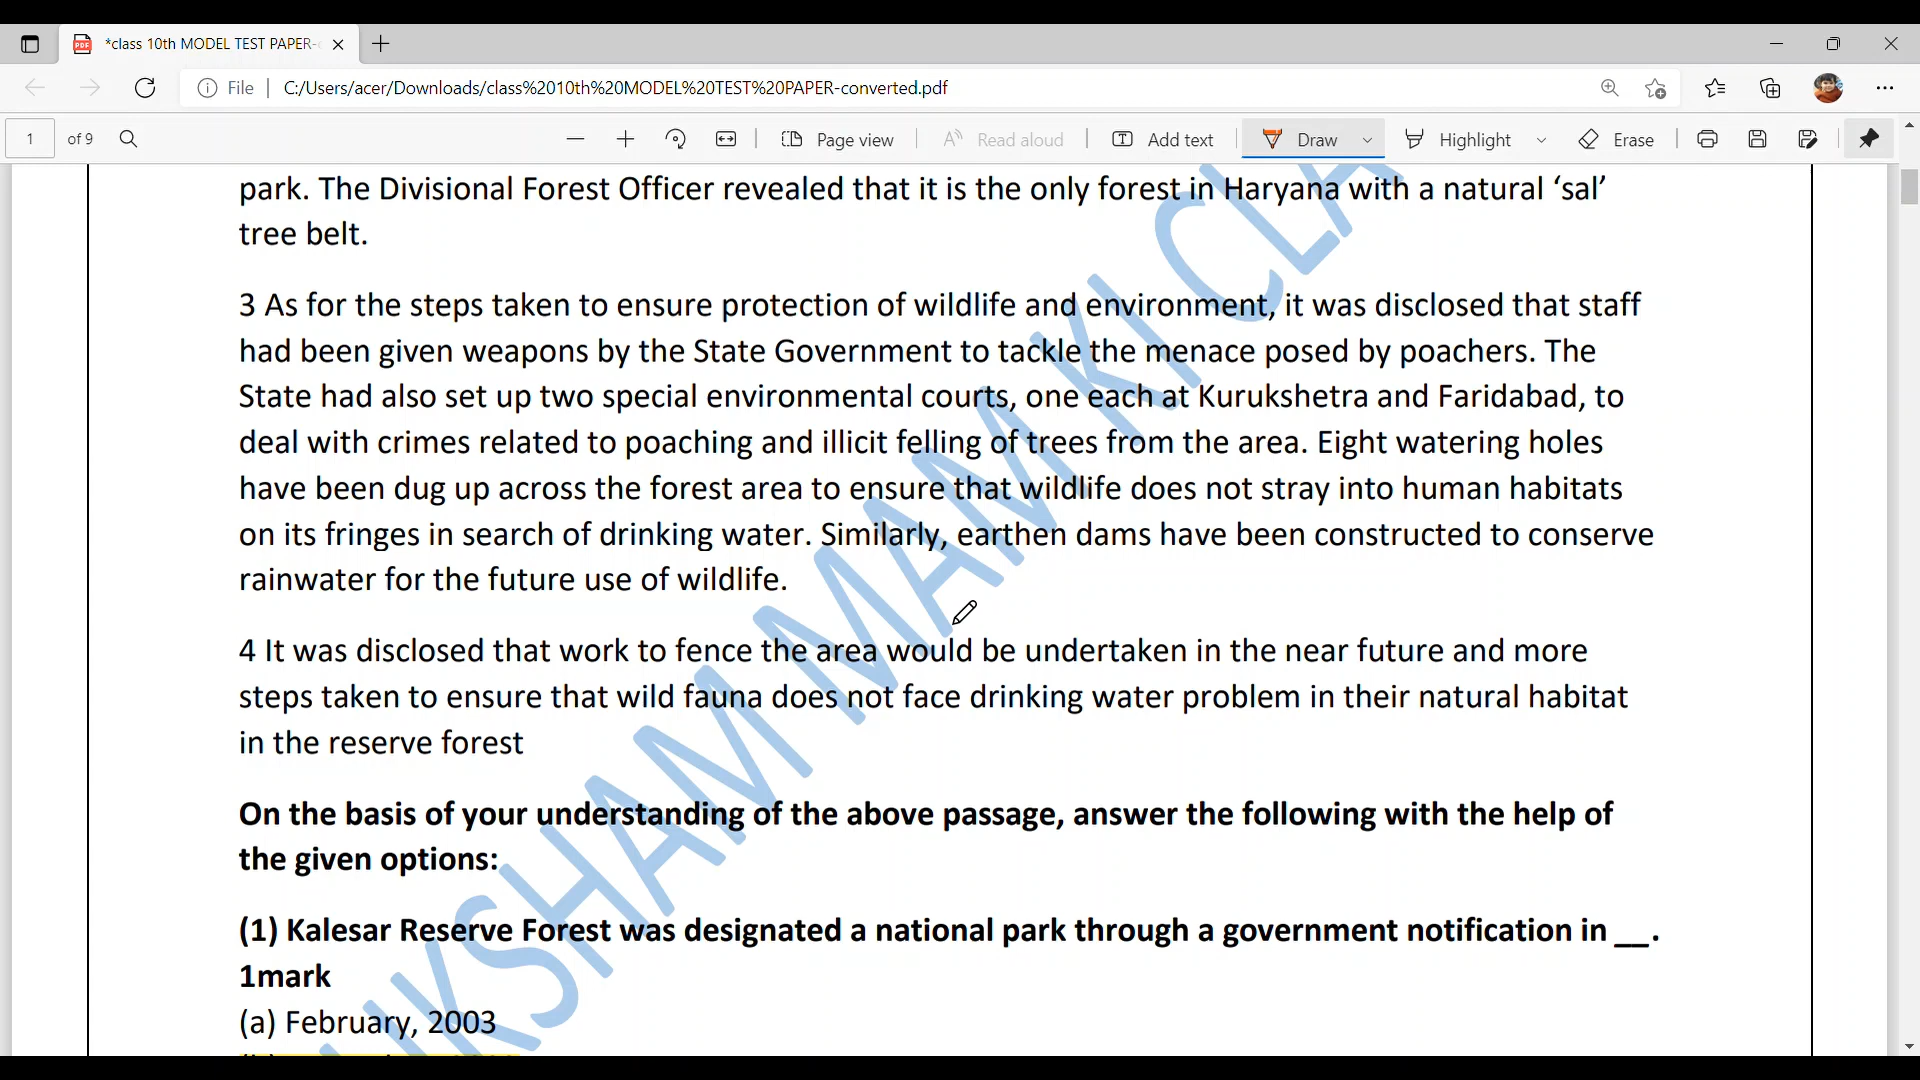 *class 10th MODEL TEST PAPER-
File
C:/Users/acer/Downloads/class%2010th%20MODEL%20TEST%20PAPER-converted.pdf
1 of 9
Page view
Read aloud
Add text
Draw
Highlight
Erase
park. The Divisional Forest Officer revealed that it is the only forest in Haryana with a natural ‘sal’
tree belt.
3 As for the steps taken to ensure protection of wildlife and environment, it was disclosed that staff
had been given weapons by the State Government to tackle the menace posed by poachers. The
State had also set up two special environmental courts, one each at Kurukshetra and Faridabad, to
deal with crimes related to poaching and illicit felling of trees from the area. Eight watering holes
have been dug up across the forest area to ensure that wildlife does not stray into human habitats
on its fringes in search of drinking water. Similarly, earthen dams have been constructed to conserve
rainwater for the future use of wildlife.
4 It was disclosed that work to fence the area would be undertaken in the near future and more
steps taken to ensure that wild fauna does not face drinking water problem in their natural habitat
in the reserve forest
On the basis of your understanding of the above passage, answer the following with the help of
the given options:
(1) Kalesar Reserve Forest was designated a national park through a government notification in __.
1mark
(a) February, 2003
MAM KI